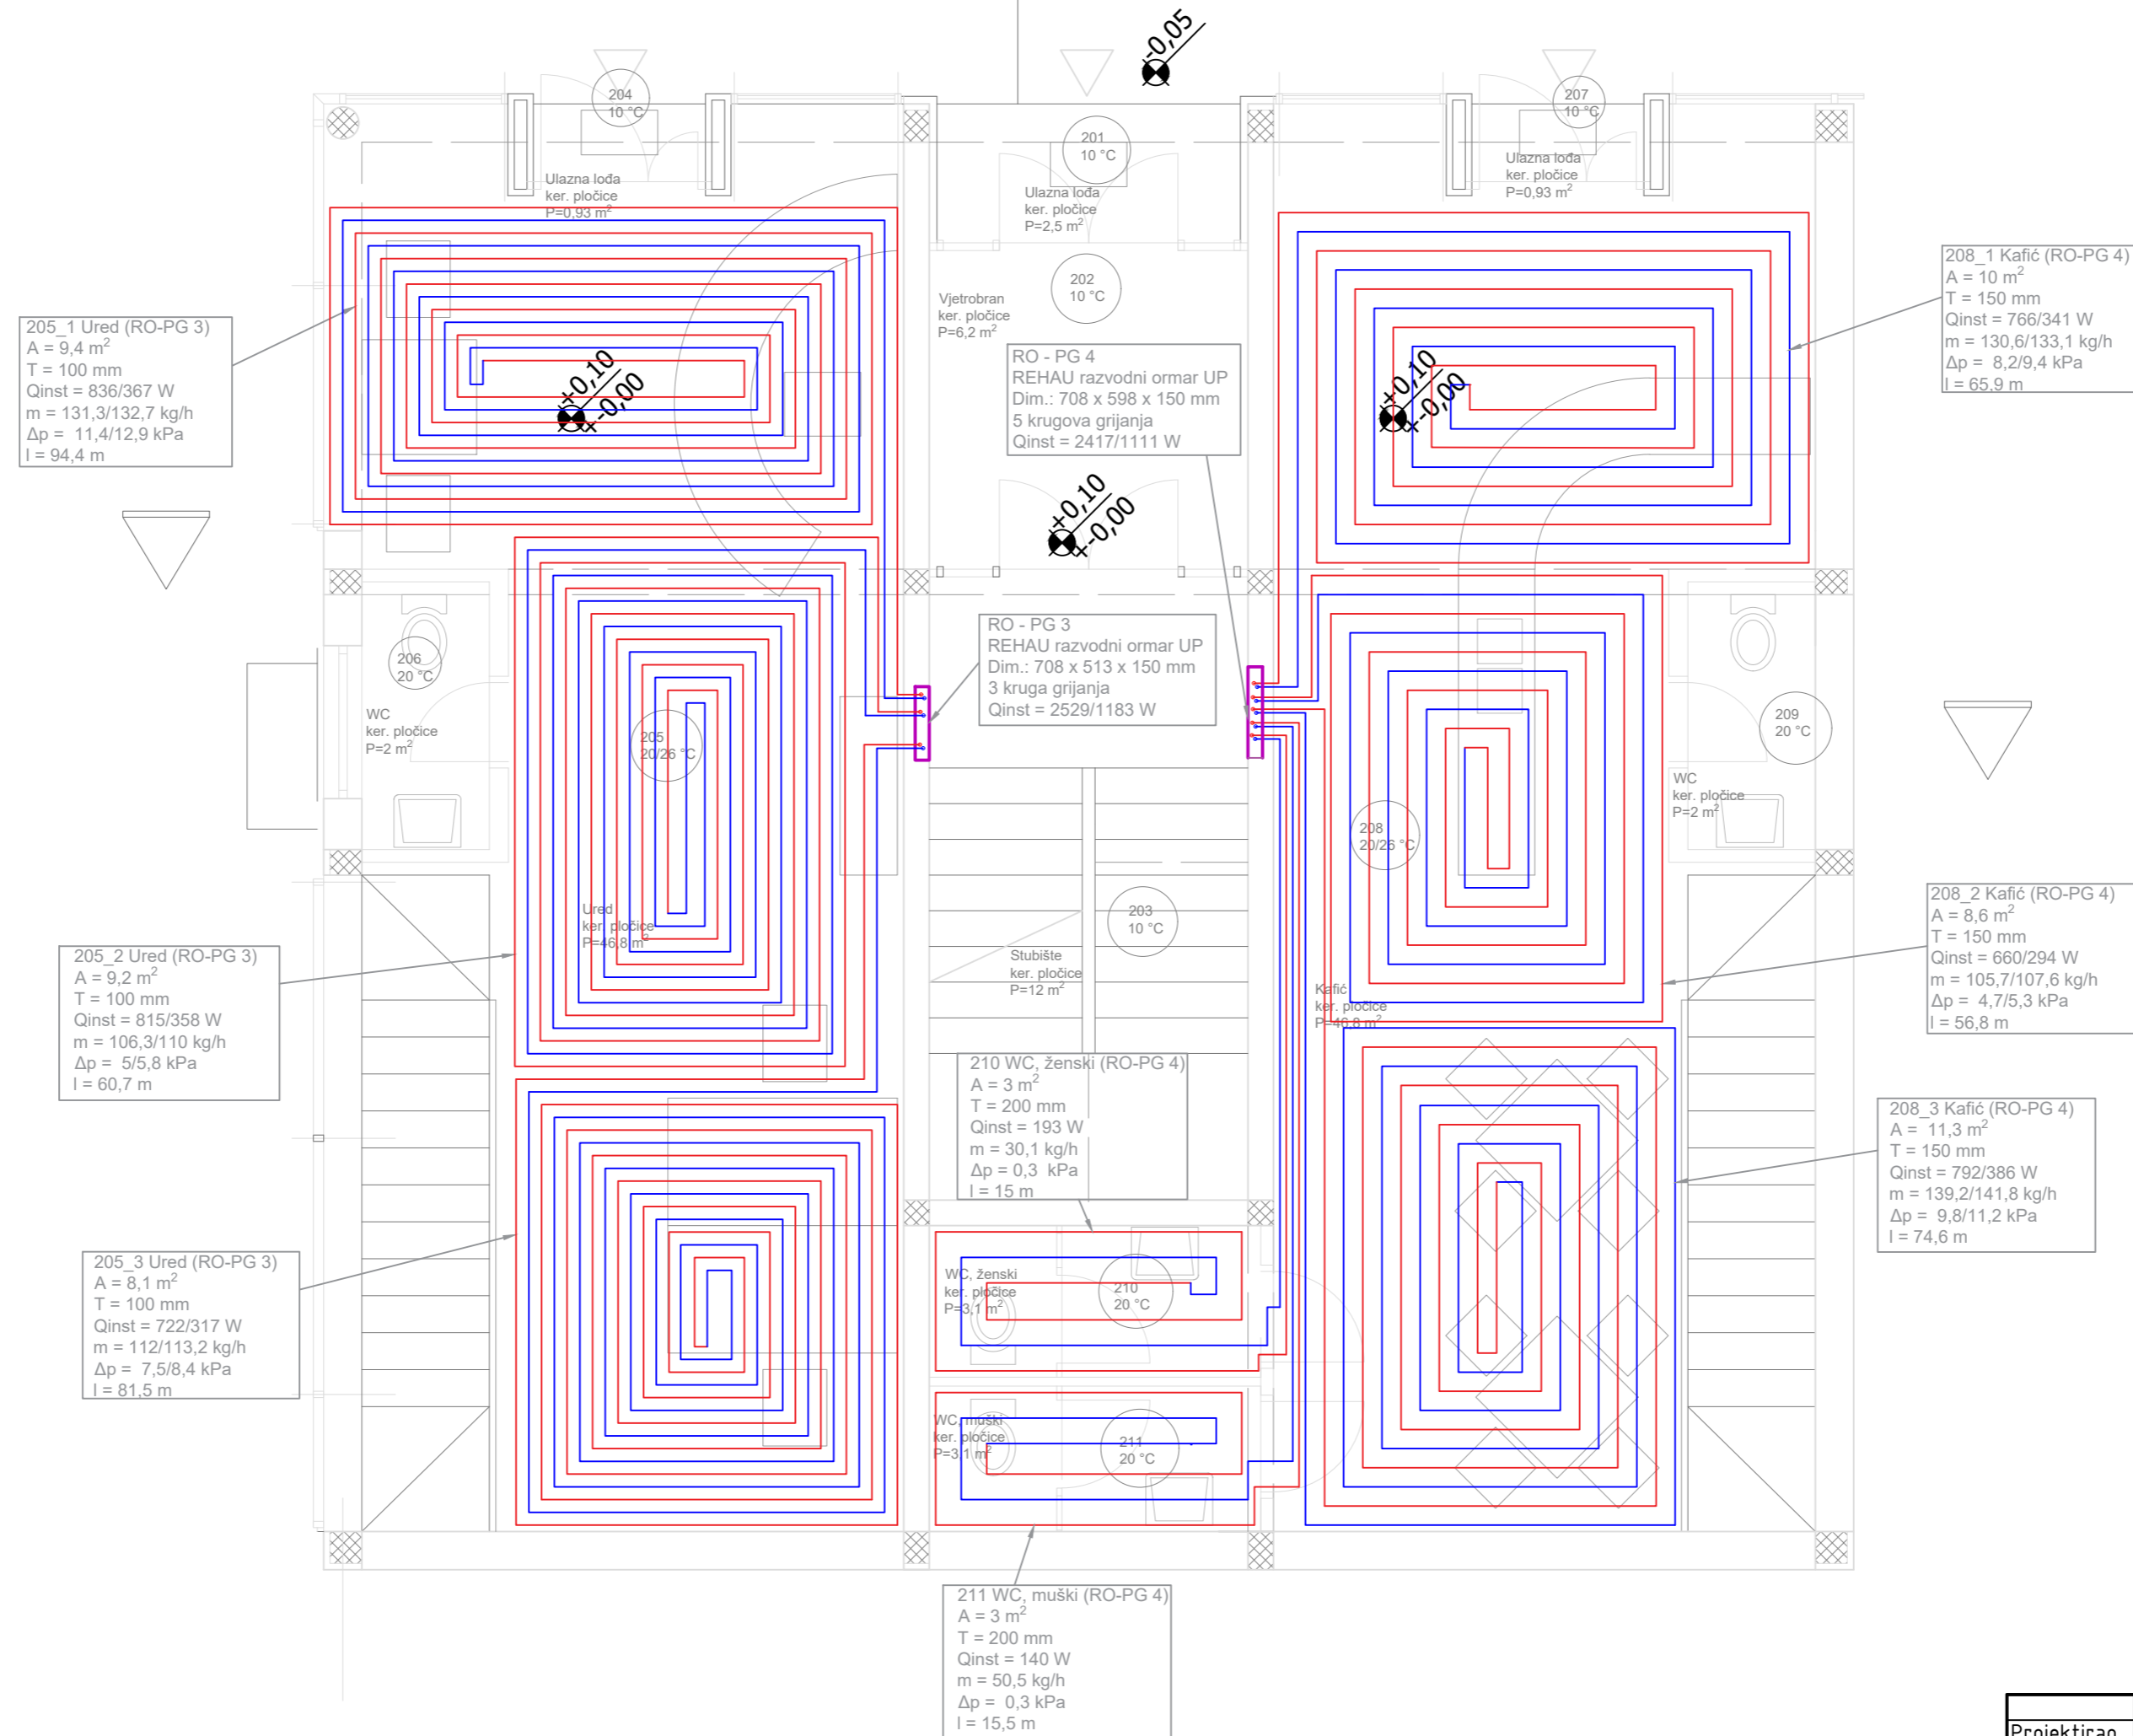 -0,05
204
10 °C
201
10 °C
207
10 °C
Ulazna lođa
ker. pločice
P=0,93 m²
Ulazna lođa
ker. pločice
P=2,5 m²
Ulazna lođa
ker. pločice
P=0,93 m²
202
10 °C
Vjetrobran
ker. pločice
P=6,2 m²
208_1 Kafić (RO-PG 4)
A = 10 m²
T = 150 mm
Qinst = 766/341 W
m = 130,6/133,1 kg/h
Δp = 8,2/9,4 kPa
l = 65,9 m
205_1 Ured (RO-PG 3)
A = 9,4 m²
T = 100 mm
Qinst = 836/367 W
m = 131,3/132,7 kg/h
Δp = 11,4/12,9 kPa
l = 94,4 m
RO - PG 4
REHAU razvodni ormar UP
Dim.: 708 x 598 x 150 mm
5 krugova grijanja
Qinst = 2417/1111 W
+0,10
+-0,00
+0,10
+-0,00
+0,10
+-0,00
RO - PG 3
REHAU razvodni ormar UP
Dim.: 708 x 513 x 150 mm
3 kruga grijanja
Qinst = 2529/1183 W
206
20 °C
WC
ker. pločice
P=2 m²
205
20/26 °C
209
20 °C
WC
ker. pločice
P=2 m²
208
20/26 °C
Ured
ker. pločice
P=46,8 m²
203
10 °C
Stubište
ker. pločice
P=12 m²
Kafić
ker. pločice
P=46,8 m²
208_2 Kafić (RO-PG 4)
A = 8,6 m²
T = 150 mm
Qinst = 660/294 W
m = 105,7/107,6 kg/h
Δp = 4,7/5,3 kPa
l = 56,8 m
205_2 Ured (RO-PG 3)
A = 9,2 m²
T = 100 mm
Qinst = 815/358 W
m = 106,3/110 kg/h
Δp = 5/5,8 kPa
l = 60,7 m
210 WC, ženski (RO-PG 4)
A = 3 m²
T = 200 mm
Qinst = 193 W
m = 30,1 kg/h
Δp = 0,3 kPa
l = 15 m
208_3 Kafić (RO-PG 4)
A = 11,3 m²
T = 150 mm
Qinst = 792/386 W
m = 139,2/141,8 kg/h
Δp = 9,8/11,2 kPa
l = 74,6 m
205_3 Ured (RO-PG 3)
A = 8,1 m²
T = 100 mm
Qinst = 722/317 W
m = 112/113,2 kg/h
Δp = 7,5/8,4 kPa
l = 81,5 m
WC, ženski
ker. pločice
P=3,1 m²
210
20 °C
WC, muški
ker. pločice
P=3,1 m²
211
20 °C
211 WC, muški (RO-PG 4)
A = 3 m²
T = 200 mm
Qinst = 140 W
m = 50,5 kg/h
Δp = 0,3 kPa
l = 15,5 m
Projektirao